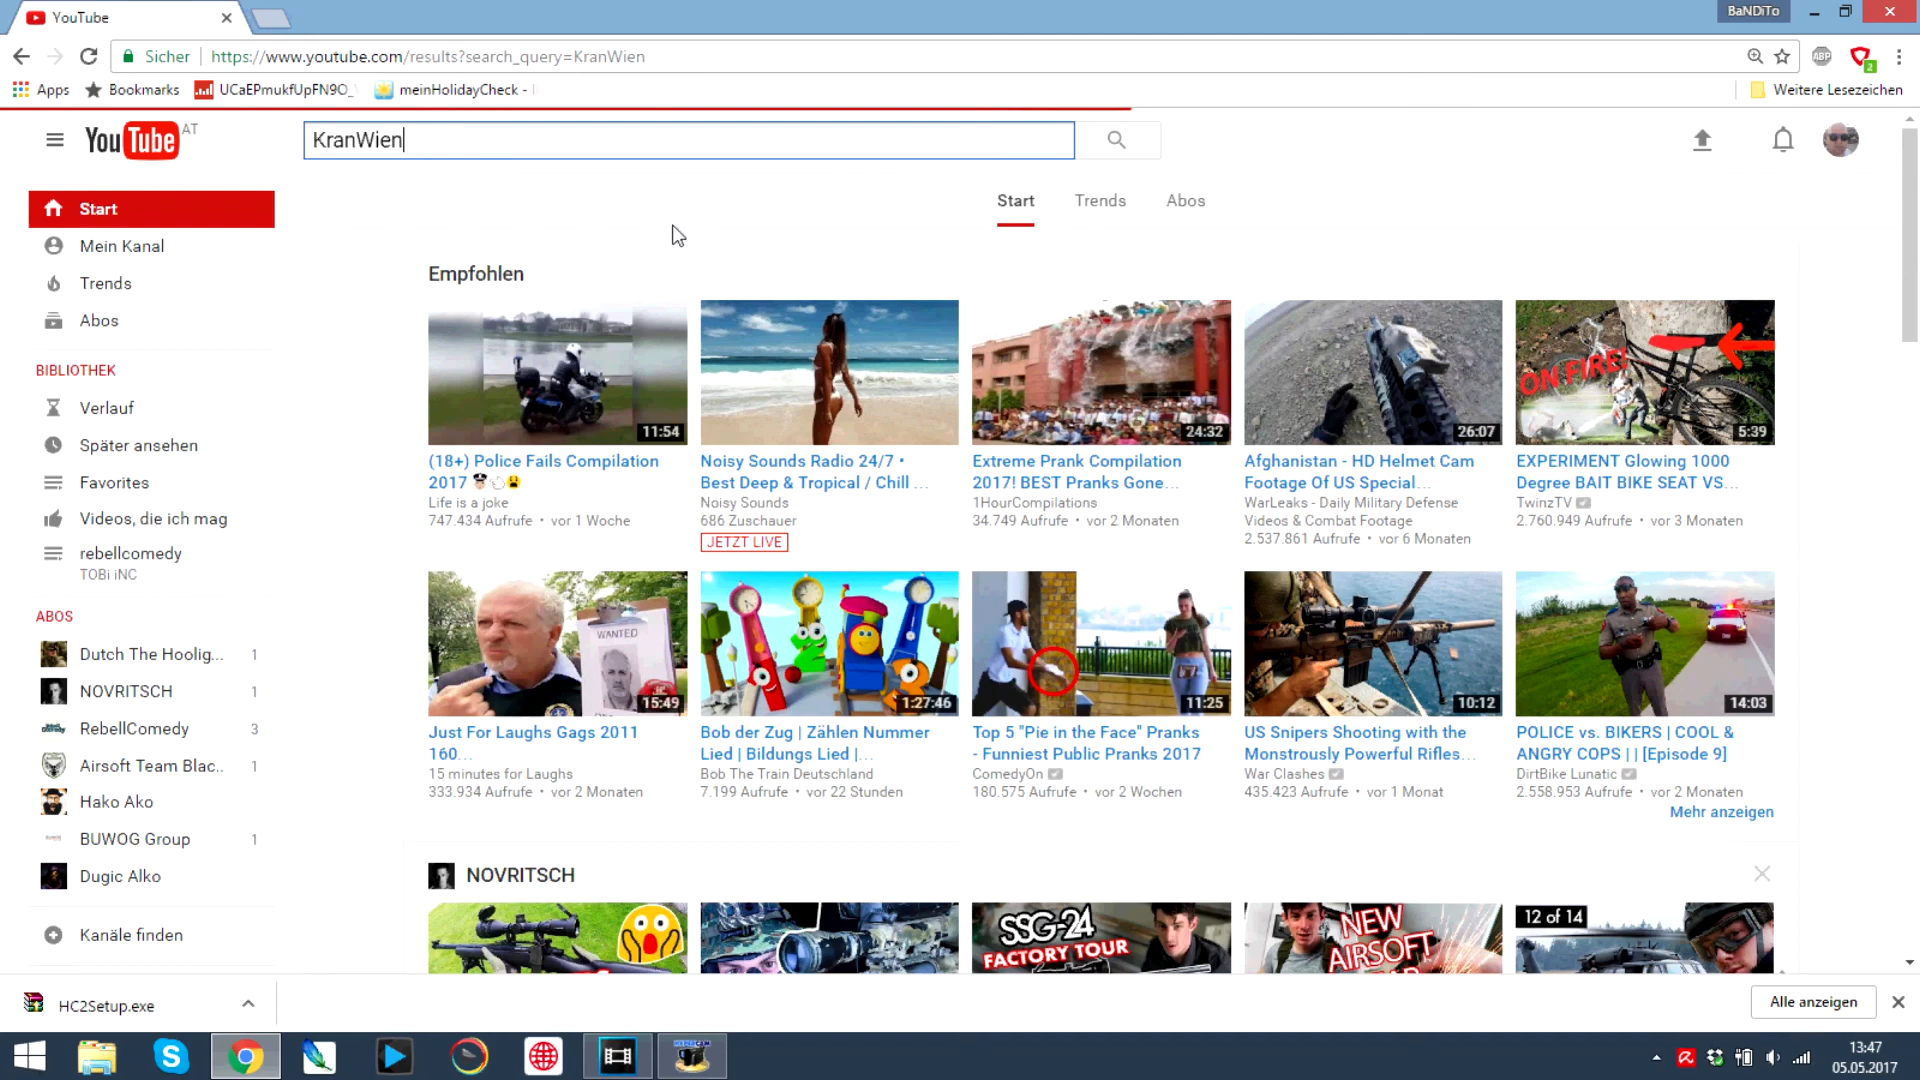 YouTube
BaNDiTo
Sicher
https://www.youtube.com/results?search_query=KranWien
ABP
2
Apps
Bookmarks
UCaEPmukfUpFN9O_
meinHolidayCheck -
Weitere Lesezeichen
YouTube AT
KranWien
Start
Trends
Abos
Start
Mein Kanal
Trends
Abos
BIBLIOTHEK
Verlauf
Später ansehen
Favorites
Videos, die ich mag
rebellcomedy
TOBi iNC
ABOS
Dutch The Hoolig... 1
NOVRITSCH 1
RebellComedy 3
Airsoft Team Blac.. 1
Hako Ako
BUWOG Group 1
Dugic Alko
Kanäle finden
Empfohlen
11:54
(18+) Police Fails Compilation
2017
Life is a joke
747.434 Aufrufe • vor 1 Woche
Noisy Sounds Radio 24/7 •
Best Deep & Tropical / Chill ...
Noisy Sounds
686 Zuschauer
JETZT LIVE
24:32
Extreme Prank Compilation
2017! BEST Pranks Gone...
1HourCompilations
34.749 Aufrufe • vor 2 Monaten
26:07
Afghanistan - HD Helmet Cam
Footage Of US Special...
WarLeaks - Daily Military Defense
Videos & Combat Footage
2.537.861 Aufrufe • vor 6 Monaten
ON FIRE!
5:39
EXPERIMENT Glowing 1000
Degree BAIT BIKE SEAT VS...
TwinzTV
2.760.949 Aufrufe • vor 3 Monaten
WANTED
15:49
Just For Laughs Gags 2011
160...
15 minutes for Laughs
333.934 Aufrufe • vor 2 Monaten
1:27:46
Bob der Zug | Zählen Nummer
Lied | Bildungs Lied |...
Bob The Train Deutschland
7.199 Aufrufe • vor 22 Stunden
11:25
Top 5 "Pie in the Face" Pranks
- Funniest Public Pranks 2017
ComedyOn
180.575 Aufrufe • vor 2 Wochen
10:12
US Snipers Shooting with the
Monstrously Powerful Rifles...
War Clashes
435.423 Aufrufe • vor 1 Monat
14:03
POLICE vs. BIKERS | COOL &
ANGRY COPS | | [Episode 9]
DirtBike Lunatic
2.558.953 Aufrufe • vor 2 Monaten
Mehr anzeigen
NOVRITSCH
SSG-24
FACTORY TOUR
NEW
AIRSOFT
12 of 14
HC2Setup.exe
Alle anzeigen
13:47
05.05.2017